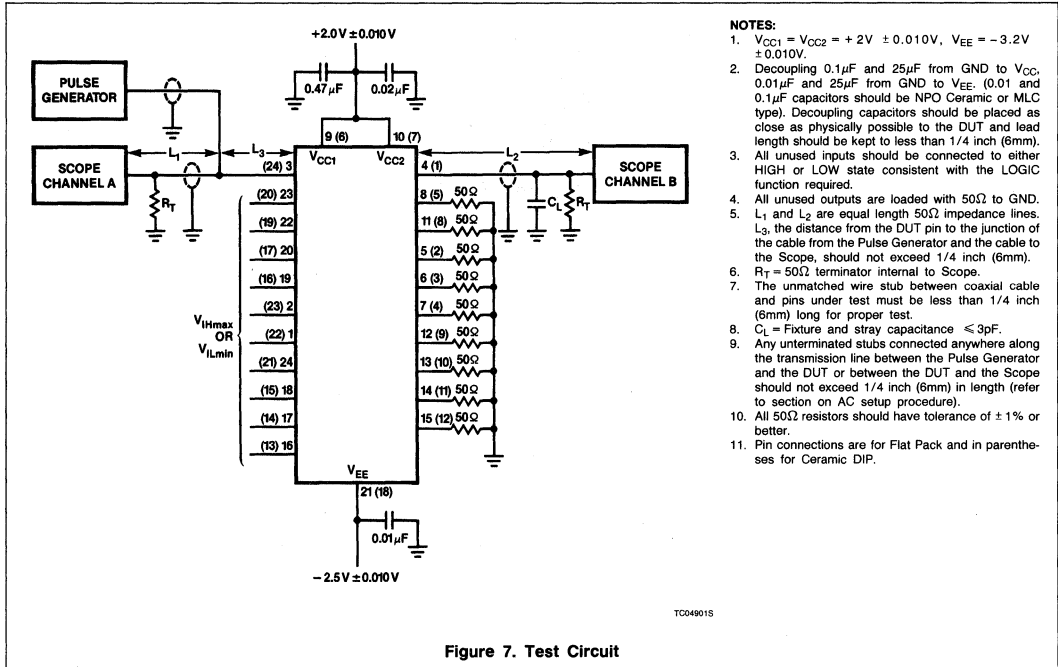 +2.0V ± 0.010V
PULSE
GENERATOR
0.47μF
0.02μF
9 (6)
10 (7)
VCC1
VCC2
L1
L3
L2
SCOPE
CHANNEL A
(24) 3
4 (1)
SCOPE
CHANNEL B
RT
CL
RT
(20) 23
(19) 22
(17) 20
(16) 19
(23) 2
(22) 1
(21) 24
(15) 18
(14) 17
(13) 16
VIHmax
OR
VILmin
8 (5) 50Ω
11 (8) 50Ω
5 (2) 50Ω
6 (3) 50Ω
7 (4) 50Ω
12 (9) 50Ω
13 (10) 50Ω
14 (11) 50Ω
15 (12) 50Ω
VEE
21 (18)
0.01μF
−2.5V ± 0.010V
TC04901S
NOTES:
1. VCC1 = VCC2 = +2V ±0.010V, VEE = −3.2V
±0.010V.
2. Decoupling 0.1μF and 25μF from GND to VCC,
0.01μF and 25μF from GND to VEE. (0.01 and
0.1μF capacitors should be NPO Ceramic or MLC
type). Decoupling capacitors should be placed as
close as physically possible to the DUT and lead
length should be kept to less than 1/4 inch (6mm).
3. All unused inputs should be connected to either
HIGH or LOW state consistent with the LOGIC
function required.
4. All unused outputs are loaded with 50Ω to GND.
5. L1 and L2 are equal length 50Ω impedance lines.
L3, the distance from the DUT pin to the junction of
the cable from the Pulse Generator and the cable to
the Scope, should not exceed 1/4 inch (6mm).
6. RT = 50Ω terminator internal to Scope.
7. The unmatched wire stub between coaxial cable
and pins under test must be less than 1/4 inch
(6mm) long for proper test.
8. CL = Fixture and stray capacitance ⩽ 3pF.
9. Any unterminated stubs connected anywhere along
the transmission line between the Pulse Generator
and the DUT or between the DUT and the Scope
should not exceed 1/4 inch (6mm) in length (refer
to section on AC setup procedure).
10. All 50Ω resistors should have tolerance of ±1% or
better.
11. Pin connections are for Flat Pack and in parenthe-
ses for Ceramic DIP.
Figure 7. Test Circuit